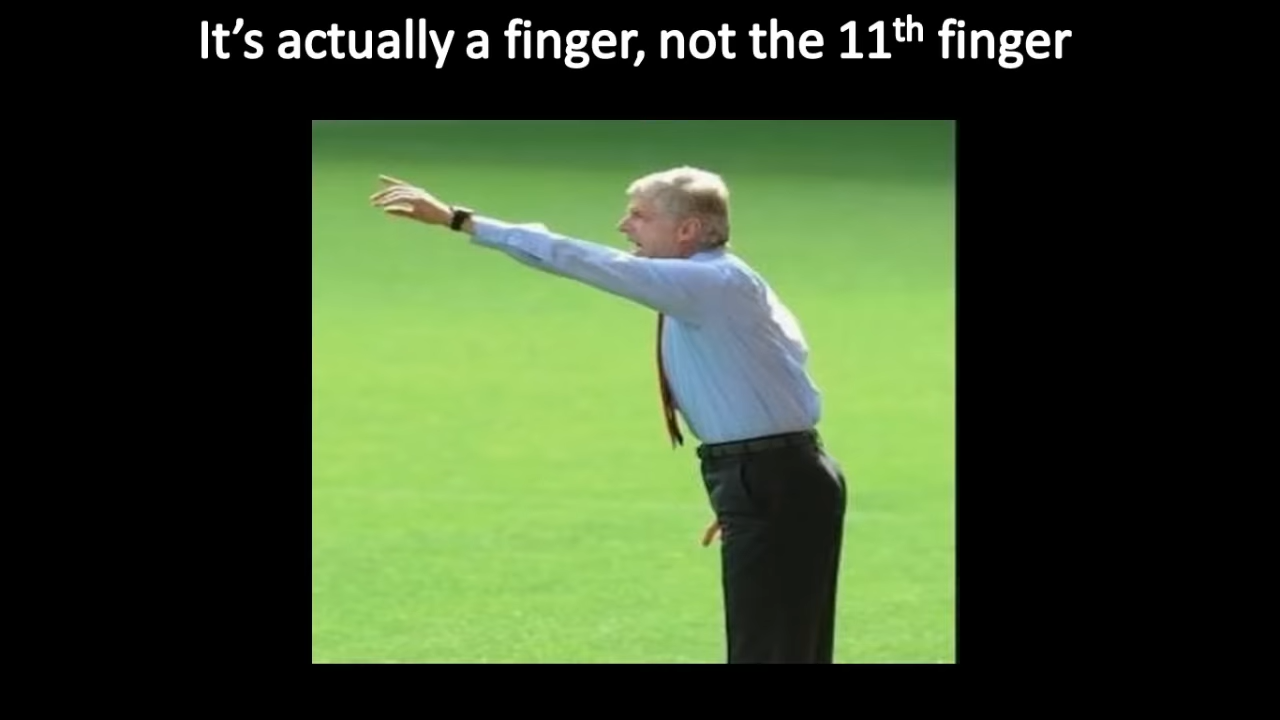 It’s actually a finger, not the 11th finger